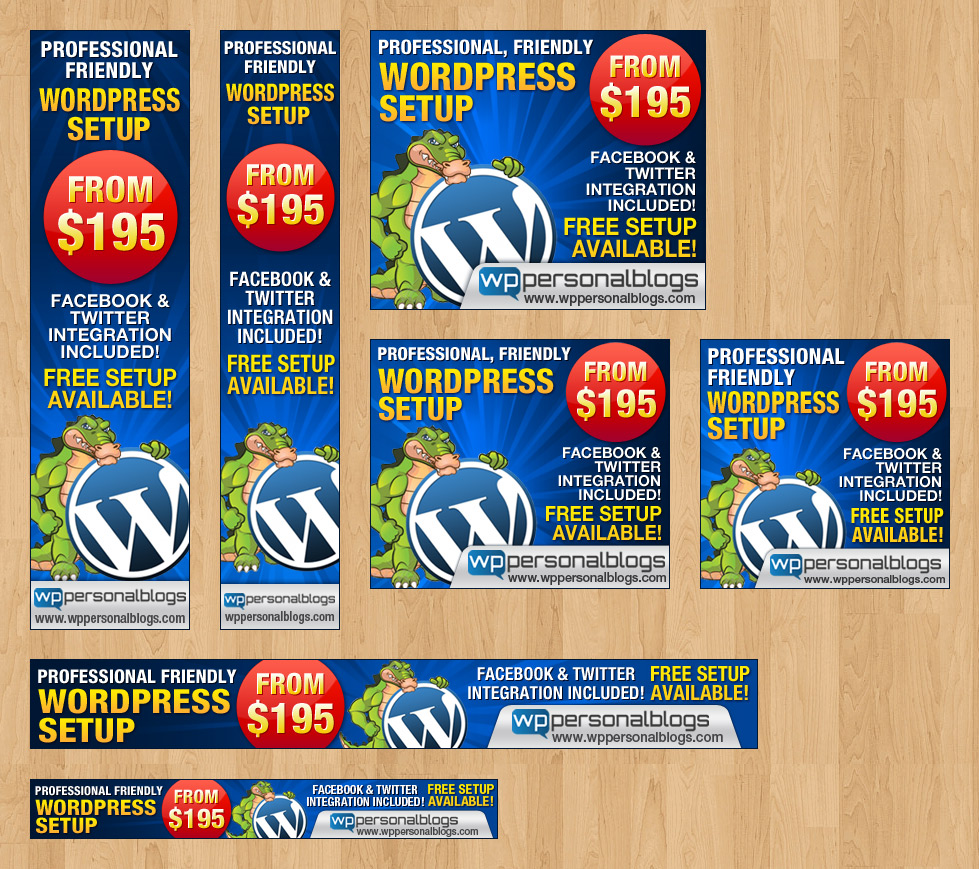 PROFESSIONAL
FRIENDLY
WORDPRESS
SETUP
FROM
$195
FACEBOOK &
TWITTER
INTEGRATION
INCLUDED!
FREE SETUP
AVAILABLE!
W
wppersonalblogs
www.wppersonalblogs.com
PROFESSIONAL
FRIENDLY
WORDPRESS
SETUP
FROM
$195
FACEBOOK &
TWITTER
INTEGRATION
INCLUDED!
FREE SETUP
AVAILABLE!
W
wppersonalblogs
wppersonalblogs.com
PROFESSIONAL, FRIENDLY
WORDPRESS
SETUP
FROM
$195
FACEBOOK &
TWITTER
INTEGRATION
INCLUDED!
FREE SETUP
AVAILABLE!
W
wppersonalblogs
www.wppersonalblogs.com
PROFESSIONAL, FRIENDLY
WORDPRESS
SETUP
FROM
$195
FACEBOOK &
TWITTER
INTEGRATION
INCLUDED!
FREE SETUP
AVAILABLE!
W
wppersonalblogs
www.wppersonalblogs.com
PROFESSIONAL
FRIENDLY
WORDPRESS
SETUP
FROM
$195
FACEBOOK &
TWITTER
INTEGRATION
INCLUDED!
FREE SETUP
AVAILABLE!
W
wppersonalblogs
www.wppersonalblogs.com
PROFESSIONAL FRIENDLY
WORDPRESS
SETUP
FROM
$195
W
FACEBOOK & TWITTER
INTEGRATION INCLUDED!
FREE SETUP
AVAILABLE!
wppersonalblogs
www.wppersonalblogs.com
PROFESSIONAL FRIENDLY
WORDPRESS
SETUP
FROM
$195
W
FACEBOOK & TWITTER
INTEGRATION INCLUDED!
FREE SETUP
AVAILABLE!
wppersonalblogs
www.wppersonalblogs.com